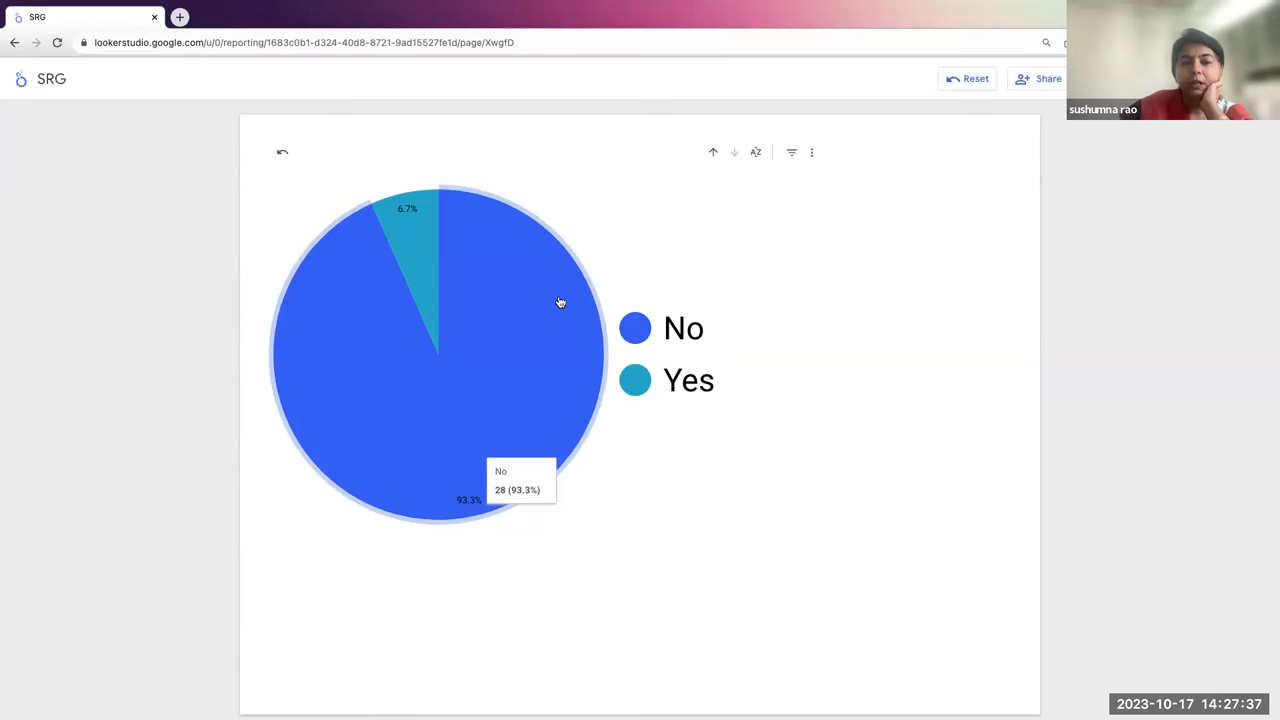 SRG
lookerstudio.google.com/u/0/reporting/1683c0b1-d324-40d8-8721-9ad15527fe1d/page/XwgfD
SRG
Reset
Share
sushumna rao
6.7%
No
Yes
No
28 (93.3%)
93.3%
2023-10-17 14:27:37